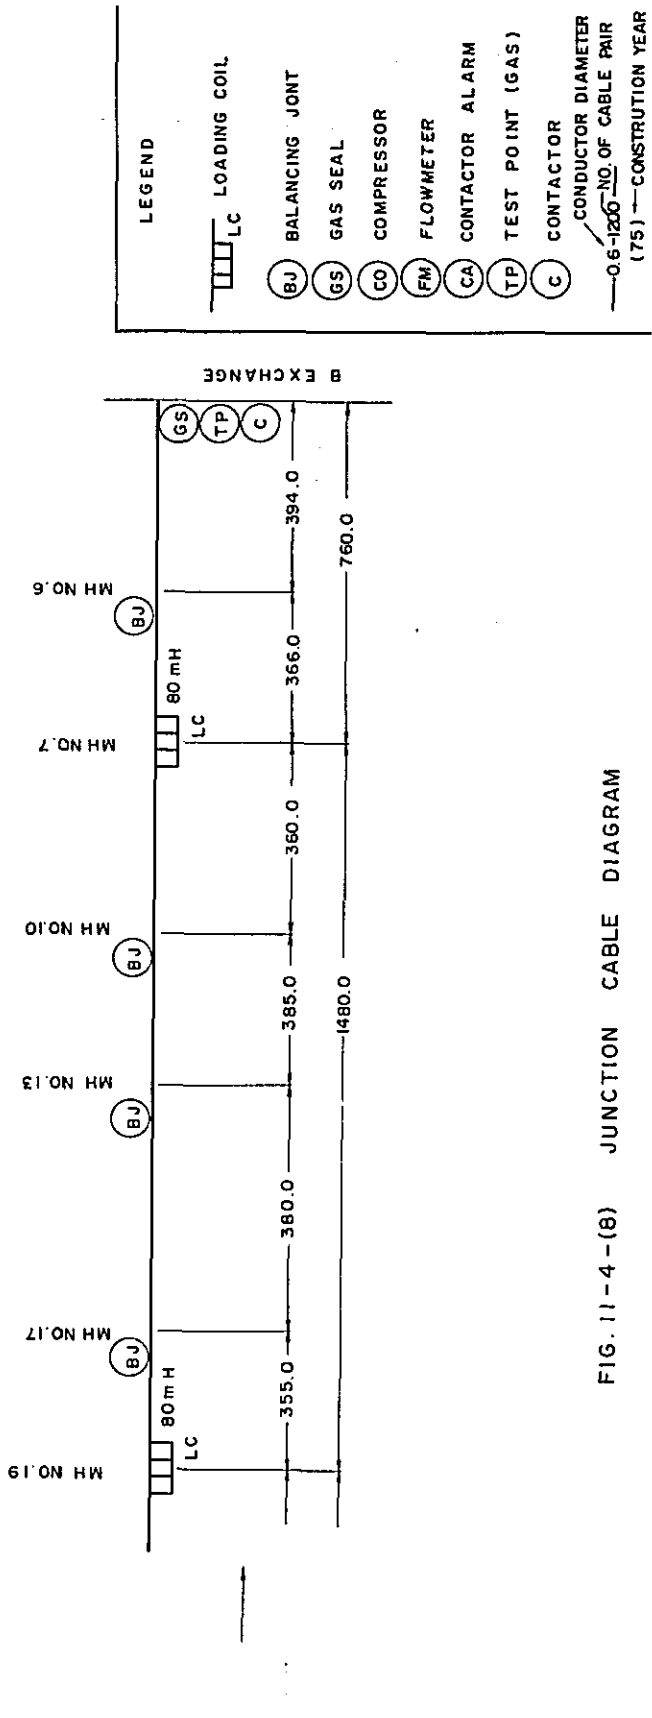 MH NO.19
MH NO.17
MH NO.13
MH NO.10
MH NO.7
MH NO.6
BJ
BJ
BJ
BJ
80mH
LC
80 mH
LC
GS
TP
C
B EXCHANGE
355.0
380.0
385.0
360.0
366.0
394.0
1480.0
760.0
LEGEND
LC LOADING COIL
BJ BALANCING JONT
GS GAS SEAL
CO COMPRESSOR
FM FLOWMETER
CA CONTACTOR ALARM
TP TEST POINT (GAS)
C CONTACTOR
CONDUCTOR DIAMETER
0.6-1200 NO. OF CABLE PAIR
(75) CONSTRUTION YEAR
FIG. 11-4-(8) JUNCTION CABLE DIAGRAM